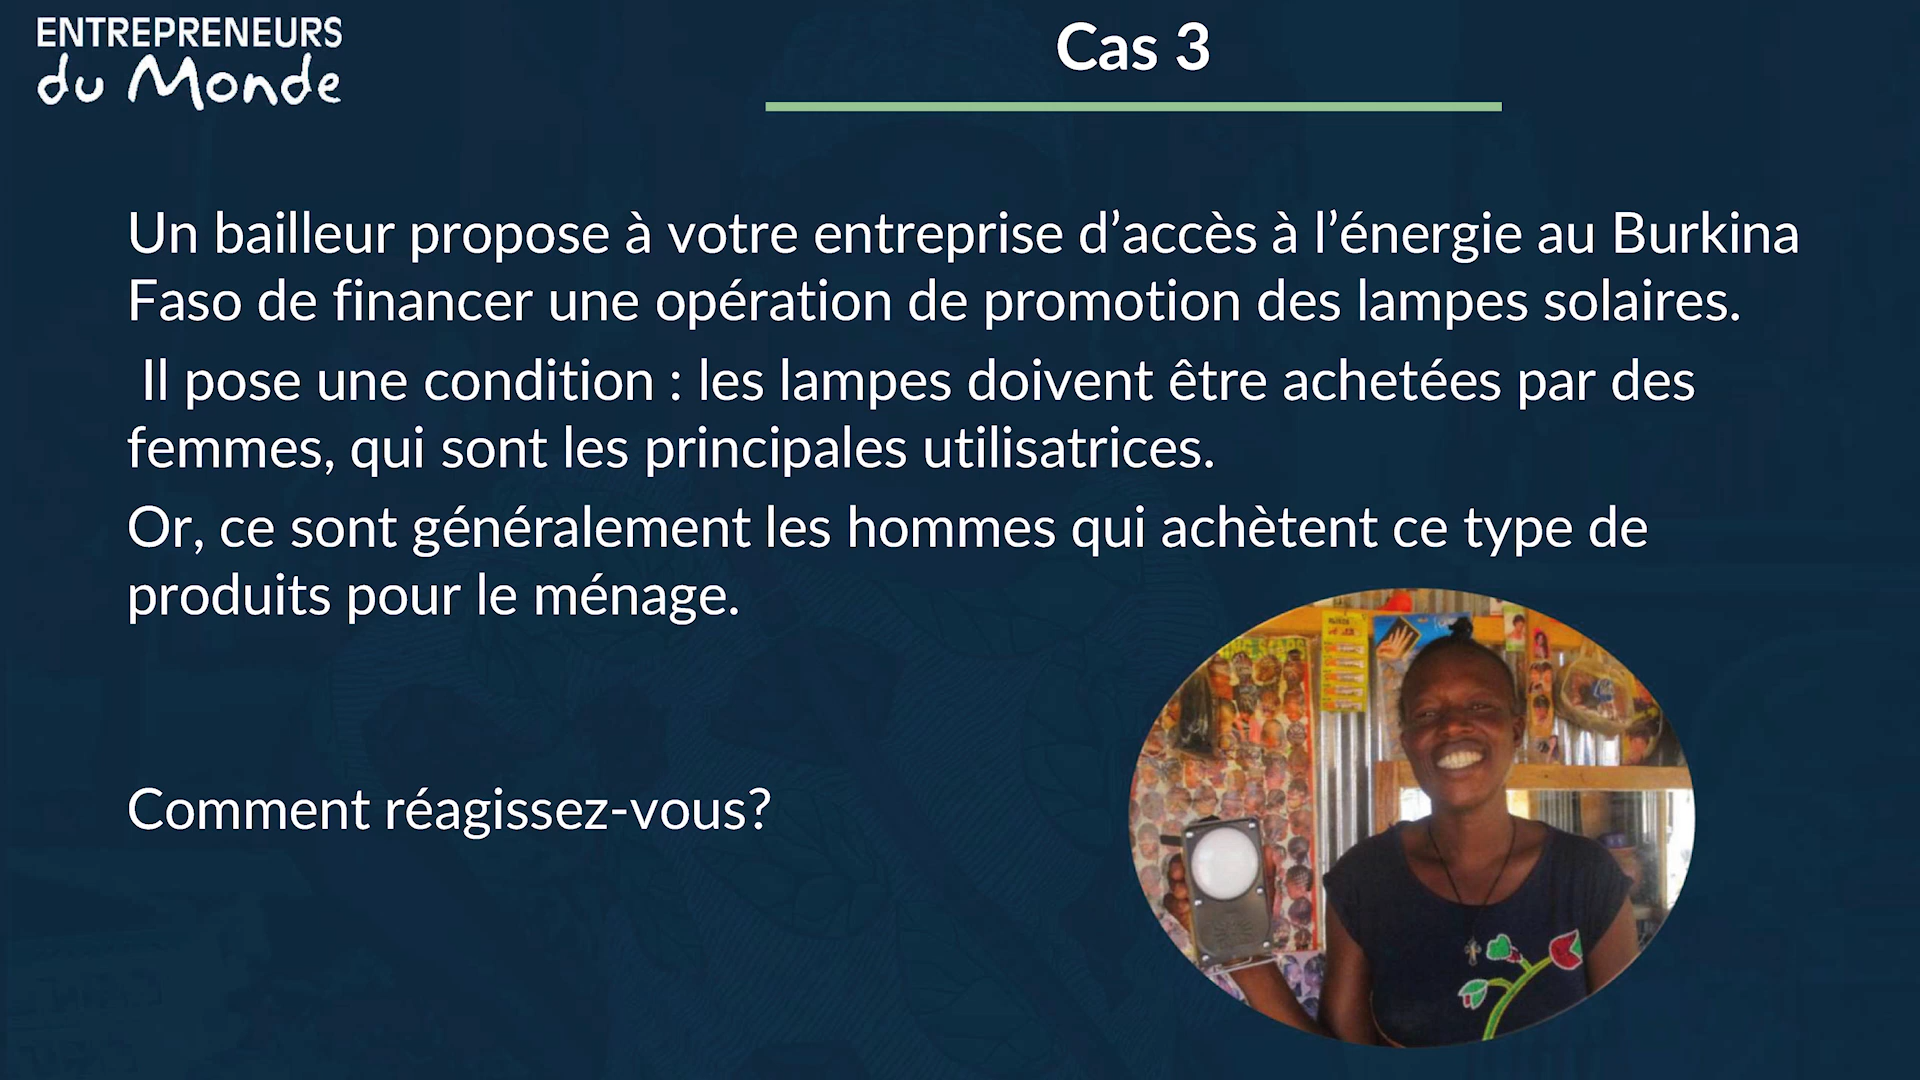 ENTREPRENEURS
du Monde
Cas 3
Un bailleur propose à votre entreprise d’accès à l’énergie au Burkina
Faso de financer une opération de promotion des lampes solaires.
Il pose une condition : les lampes doivent être achetées par des
femmes, qui sont les principales utilisatrices.
Or, ce sont généralement les hommes qui achètent ce type de
produits pour le ménage.
Comment réagissez-vous?